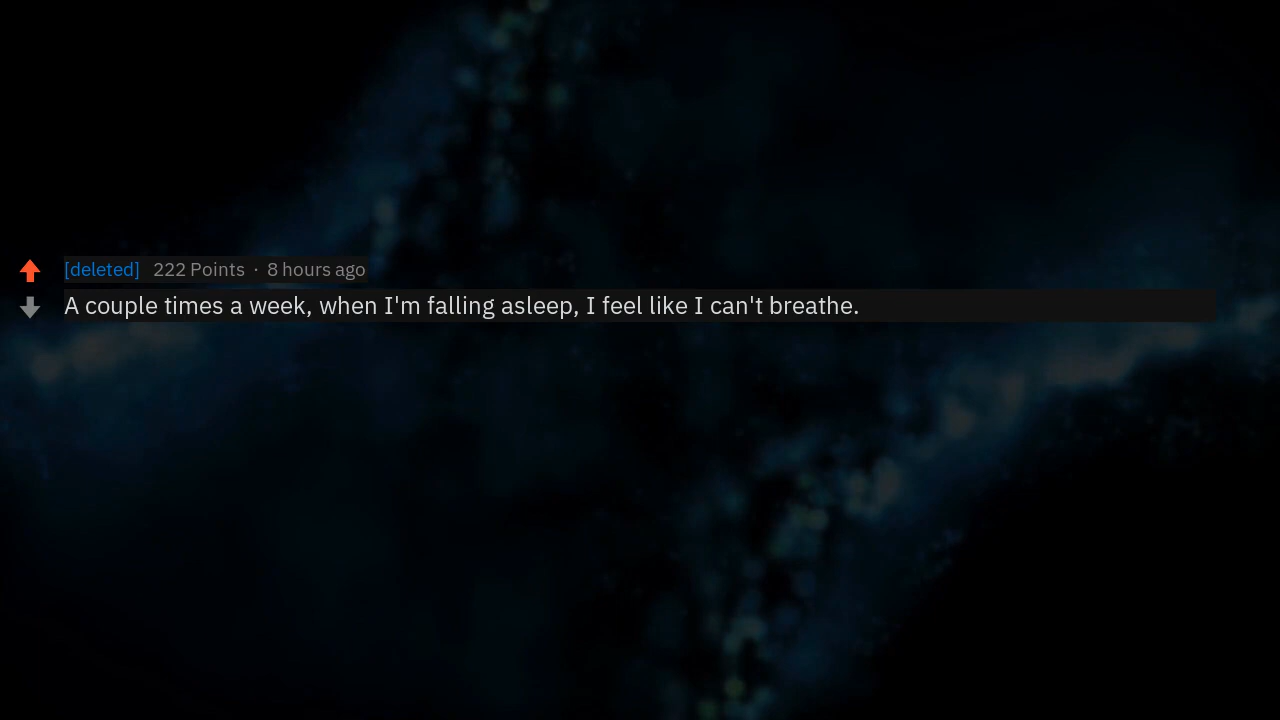 [deleted] 222 Points · 8 hours ago
A couple times a week, when I'm falling asleep, I feel like I can't breathe.